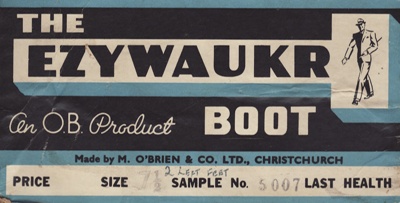 THE
EZYWAUKR
An O.B. Product BOOT
Made by M. O'BRIEN & CO. LTD., CHRISTCHURCH
2 LEFT FEET
PRICE SIZE SAMPLE No. 5007 LAST HEALTH